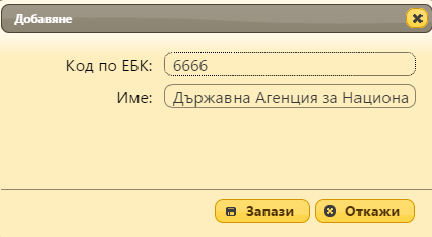 Добавяне
Код по ЕБК: 6666
Име: Държавна Агенция за Национа
Запази Откажи